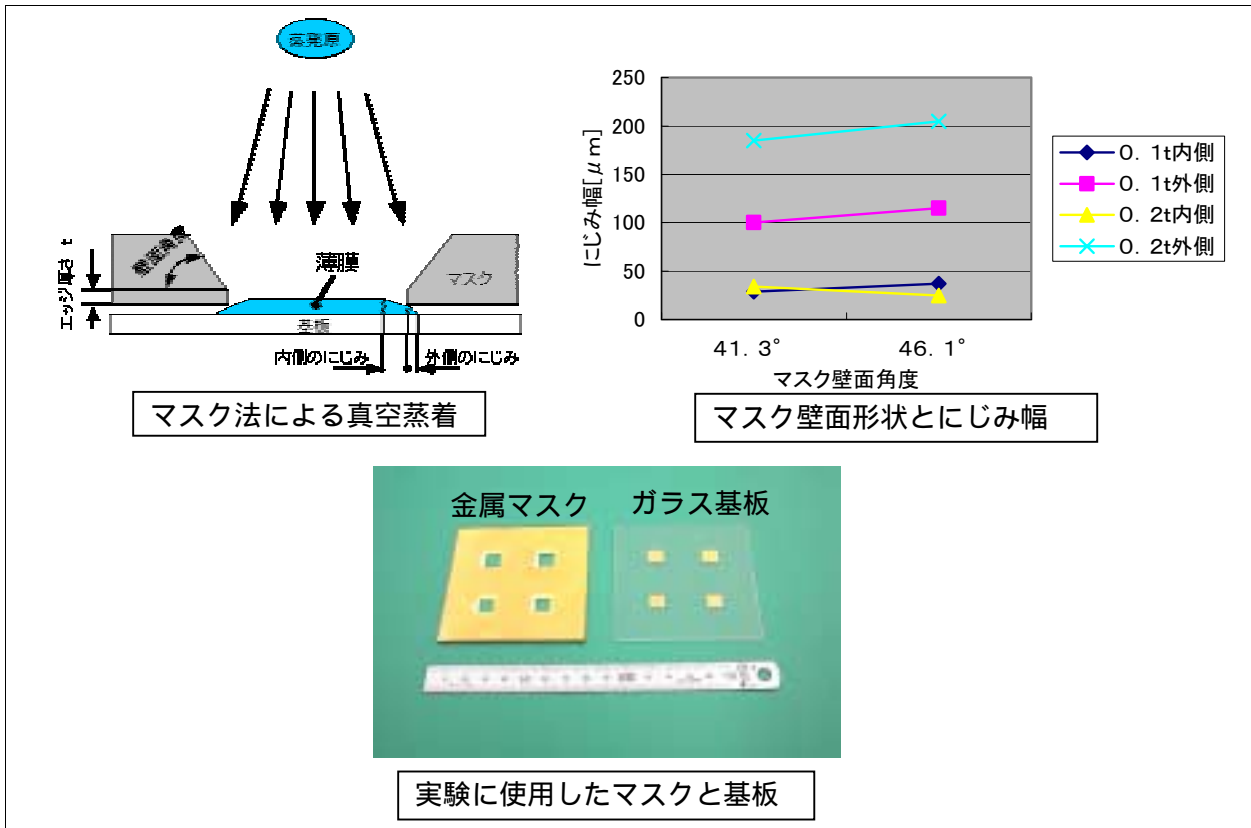 蒸発源
エッジ厚さ t
薄膜
マスク
基板
内側のにじみ
外側のにじみ
マスク法による真空蒸着
にじみ幅[μm]
250
200
150
100
50
0
41. 3°
46. 1°
マスク壁面角度
0. 1t内側
0. 1t外側
0. 2t内側
0. 2t外側
マスク壁面形状とにじみ幅
金属マスク
ガラス基板
実験に使用したマスクと基板